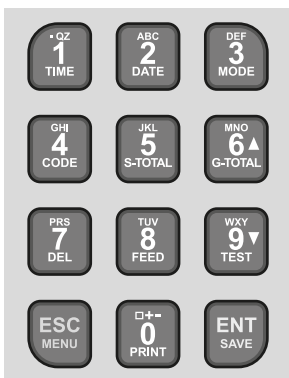 ▪QZ ABC DEF
1 2 3
TIME DATE MODE
GHI JKL MNO
4 5 6▲
CODE S-TOTAL G-TOTAL
PRS TUV WXY
7 8 9▼
DEL FEED TEST
ESC □+- ENT
MENU 0 SAVE
PRINT